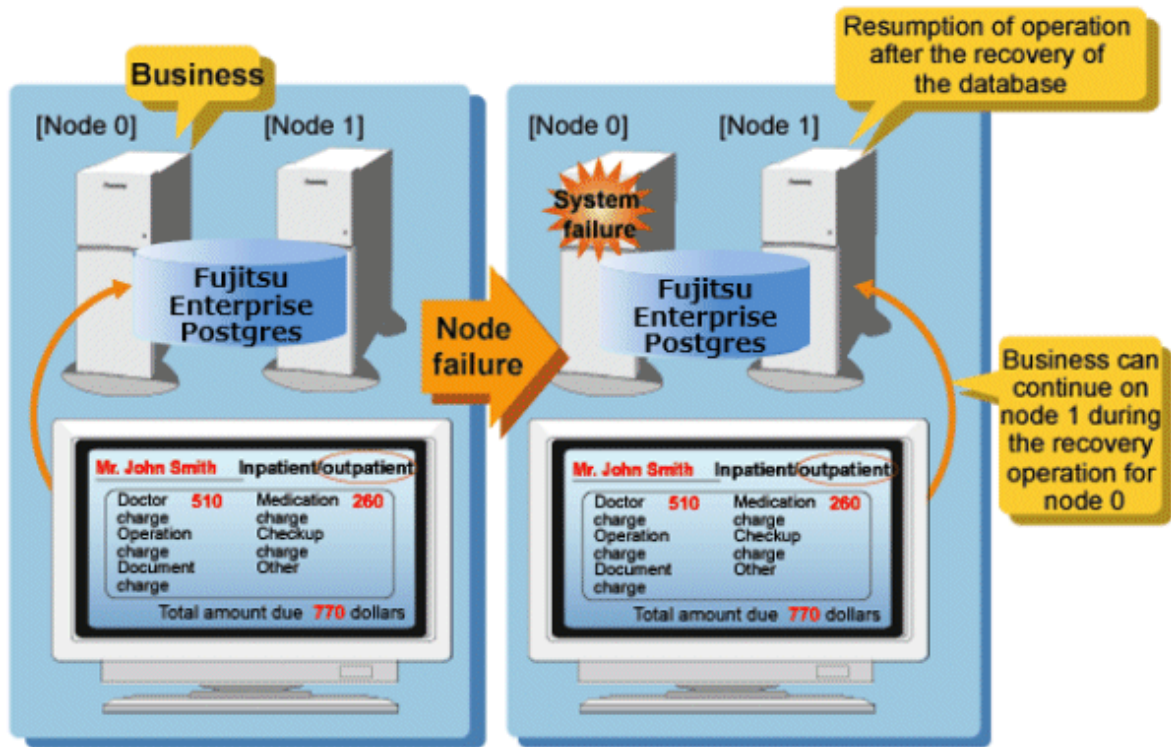 Business
[Node 0]
[Node 1]
Fujitsu
Enterprise
Postgres
Mr. John Smith
Inpatient/outpatient
Doctor 510 Medication 260
charge charge
Operation Checkup
charge charge
Document Other
charge
Total amount due 770 dollars
Node
failure
Resumption of operation
after the recovery of
the database
[Node 0]
[Node 1]
System
failure
Fujitsu
Enterprise
Postgres
Business can
continue on
node 1 during
the recovery
operation for
node 0
Mr. John Smith
Inpatient/outpatient
Doctor 510 Medication 260
charge charge
Operation Checkup
charge charge
Document Other
charge
Total amount due 770 dollars